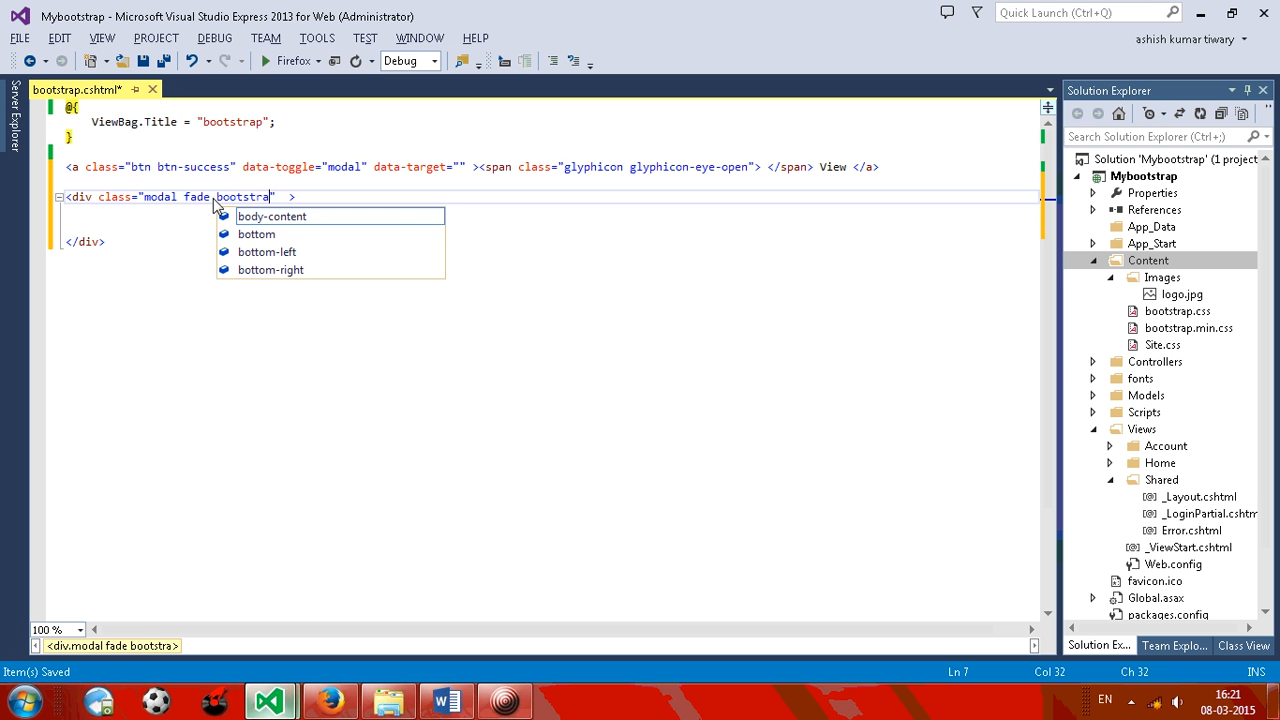 Mybootstrap - Microsoft Visual Studio Express 2013 for Web (Administrator)
Quick Launch (Ctrl+Q)
FILE EDIT VIEW PROJECT DEBUG TEAM TOOLS TEST WINDOW HELP
ashish kumar tiwary
Firefox
Debug
Server Explorer
bootstrap.cshtml*
@{
ViewBag.Title = "bootstrap";
}
<a class="btn btn-success" data-toggle="modal" data-target="" ><span class="glyphicon glyphicon-eye-open"> </span> View </a>
<div class="modal fade bootstra"  >
body-content
bottom
bottom-left
bottom-right
</div>
100 %
<div.modal fade bootstra>
Solution Explorer
Search Solution Explorer (Ctrl+;)
Solution 'Mybootstrap' (1 project
Mybootstrap
Properties
References
App_Data
App_Start
Content
Images
logo.jpg
bootstrap.css
bootstrap.min.css
Site.css
Controllers
fonts
Models
Scripts
Views
Account
Home
Shared
_Layout.cshtml
_LoginPartial.cshtm
Error.cshtml
_ViewStart.cshtml
Web.config
favicon.ico
Global.asax
packages.config
Solution Ex... Team Explo... Class View
Item(s) Saved
Ln 7
Col 32
Ch 32
INS
EN
16:21
08-03-2015